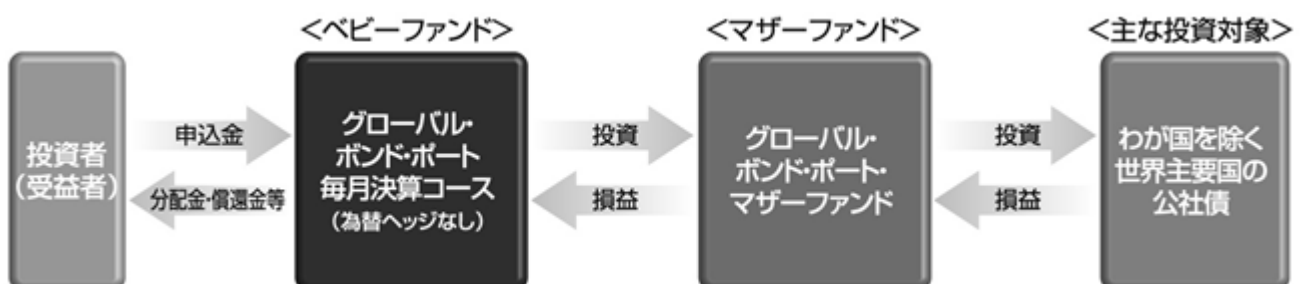 <ベビーファンド>
<マザーファンド>
<主な投資対象>
投資者
(受益者)
申込金
分配金・償還金等
グローバル・
ボンド・ポート
毎月決算コース
(為替ヘッジなし)
投資
損益
グローバル・
ボンド・ポート・
マザーファンド
投資
損益
わが国を除く
世界主要国の
公社債